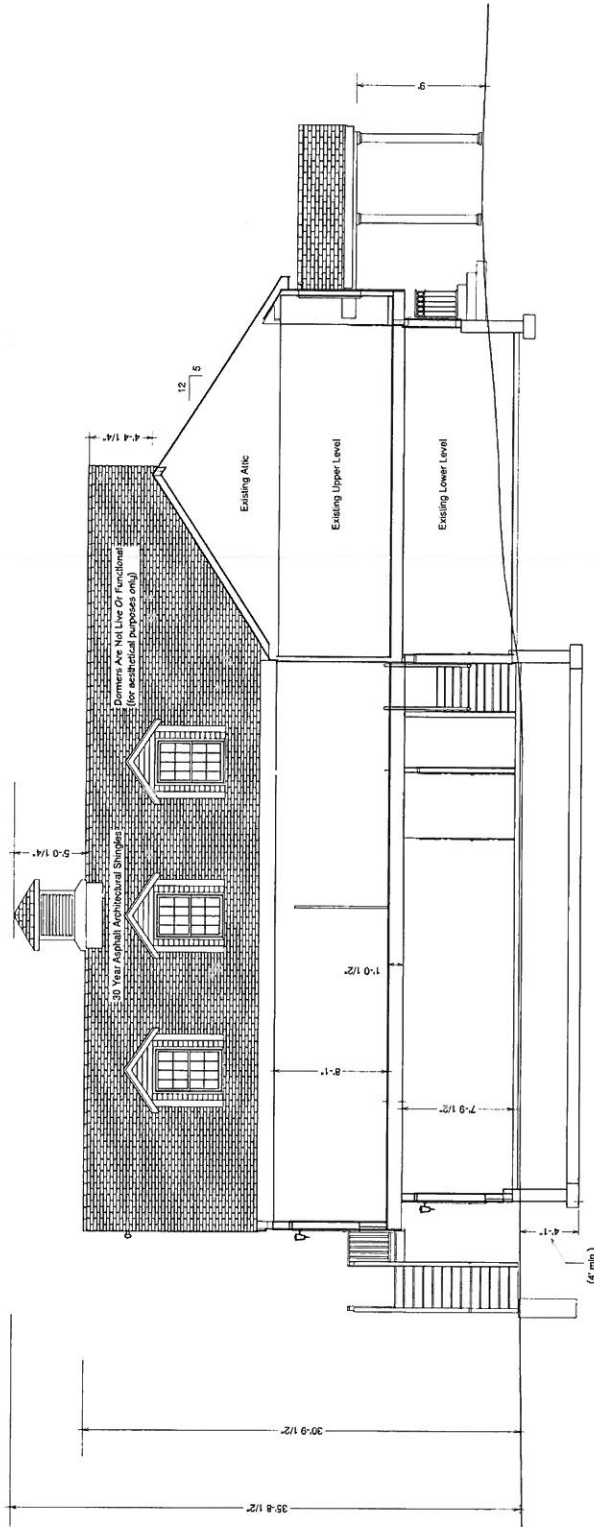 5'-0 1/4"
4'-4 1/4"
30 Year Asphalt Architectural Shingles
Dormers Are Not Live Or Functional
(for aesthetical purposes only)
12
5
Existing Attic
Existing Upper Level
Existing Lower Level
9'
8'-1"
1'-0 1/2"
7'-9 1/2"
4'-1"
(4' min.)
30'-9 1/2"
35'-8 1/2"